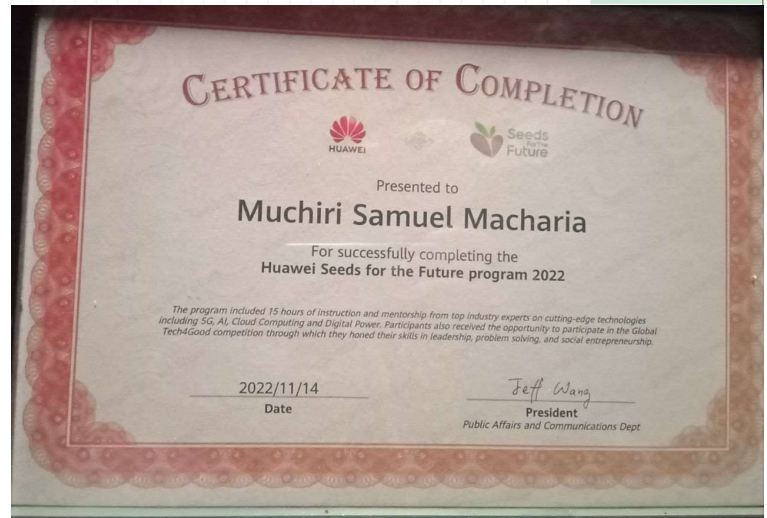 CERTIFICATE OF COMPLETION
HUAWEI
Seeds
for the
Future
Presented to
Muchiri Samuel Macharia
For successfully completing the
Huawei Seeds for the Future program 2022
The program included 15 hours of instruction and mentorship from top industry experts on cutting-edge technologies
including 5G, AI, Cloud Computing and Digital Power. Participants also received the opportunity to participate in the Global
Tech4Good competition through which they honed their skills in leadership, problem solving, and social entrepreneurship.
2022/11/14
Date
Jeff Wang
President
Public Affairs and Communications Dept